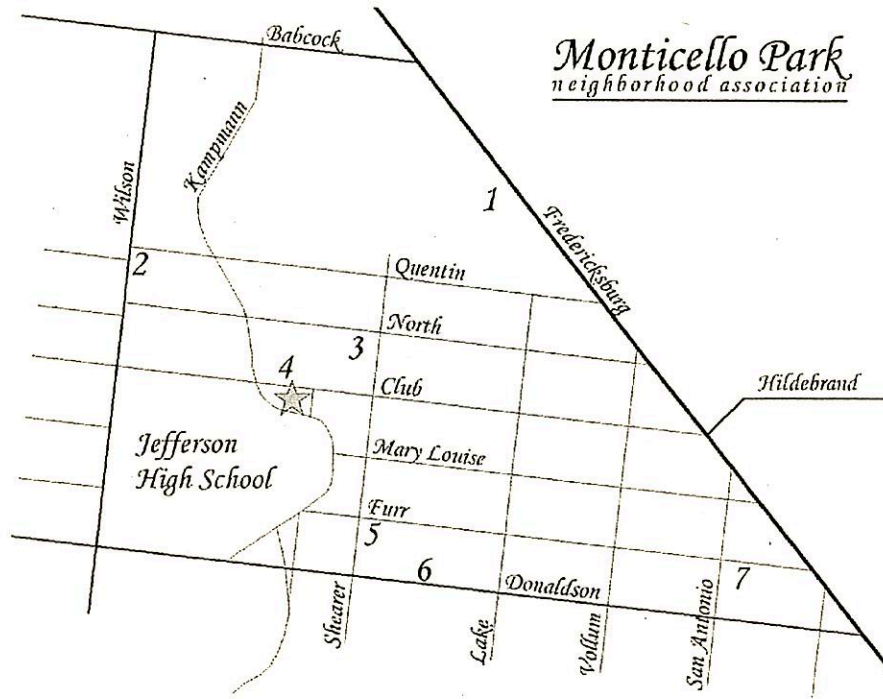 Monticello Park
neighborhood association
Babcock
Kampmann
Wilson
1
Fredericksburg
2
Quentin
North
3
4
Club
Hildebrand
Jefferson
High School
Mary Louise
Furr
5
6
Donaldson
7
Shearer
Lake
Vollum
San Antonio